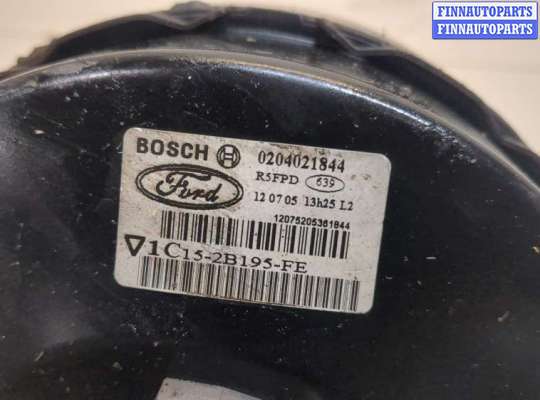 FINNAUTOPARTS
FINNAUTOPARTS
BOSCH 0204021844
R5FPD 639
Ford
12 07 05 13h25 L2
12075205361844
1C15-2B195-FE